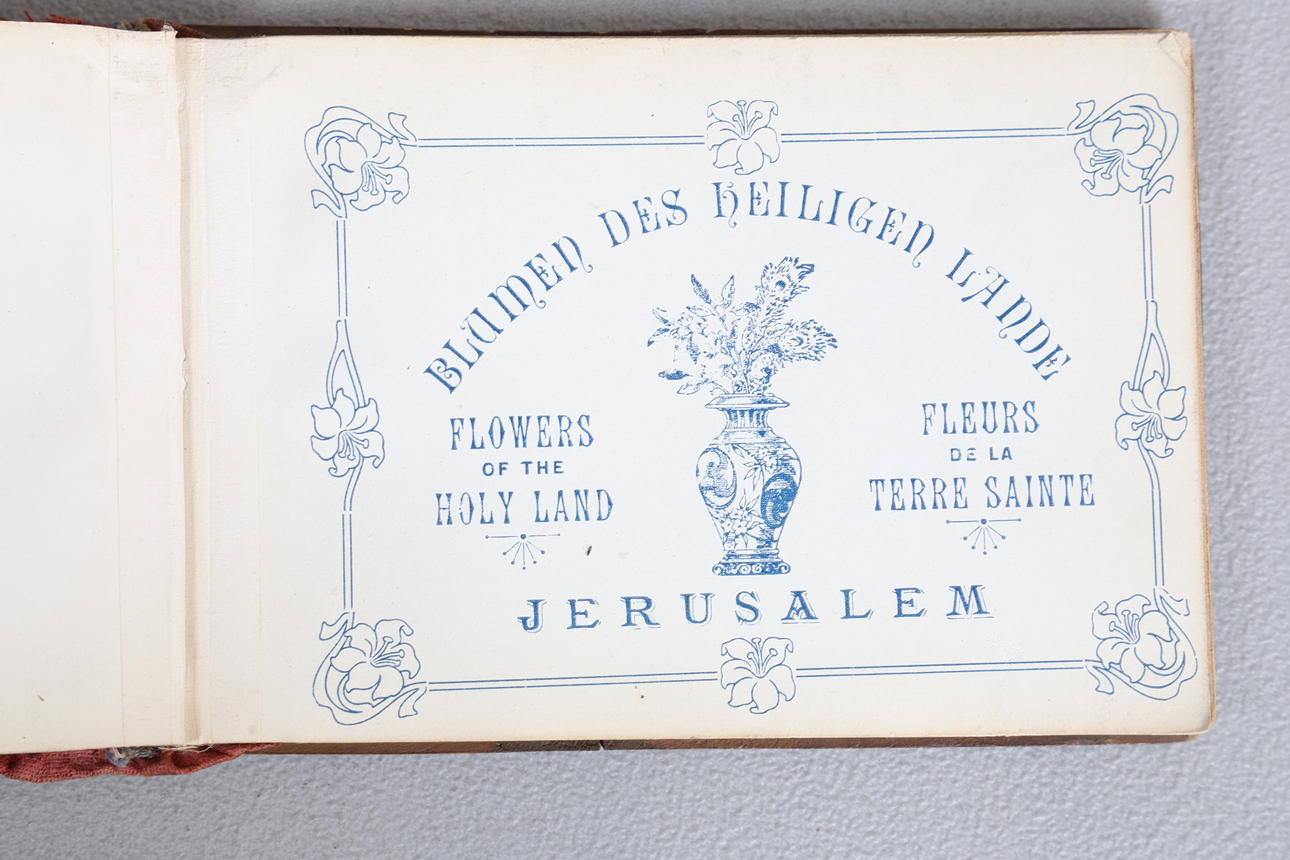 BLUMEN DES HEILIGEN LANDE
FLOWERS
OF THE
HOLY LAND
FLEURS
DE LA
TERRE SAINTE
JERUSALEM